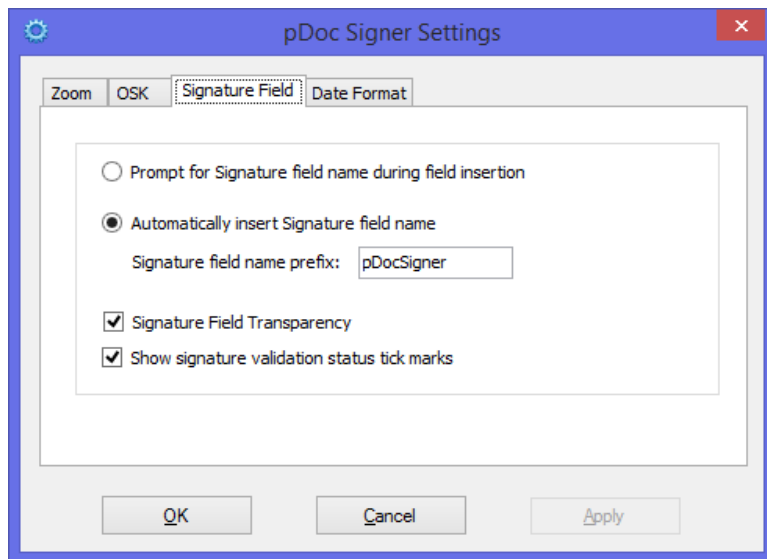 pDoc Signer Settings
Zoom OSK Signature Field Date Format
Prompt for Signature field name during field insertion
Automatically insert Signature field name
Signature field name prefix: pDocSigner
Signature Field Transparency
Show signature validation status tick marks
OK Cancel Apply